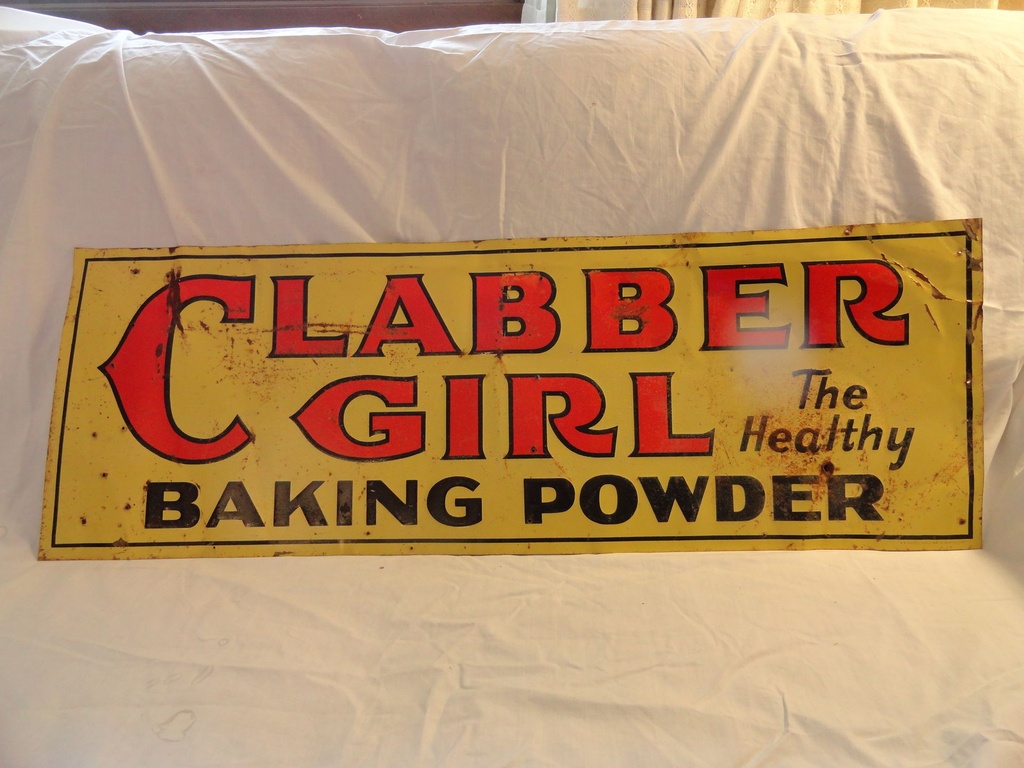 CLABBER
GIRL The
Healthy
BAKING POWDER